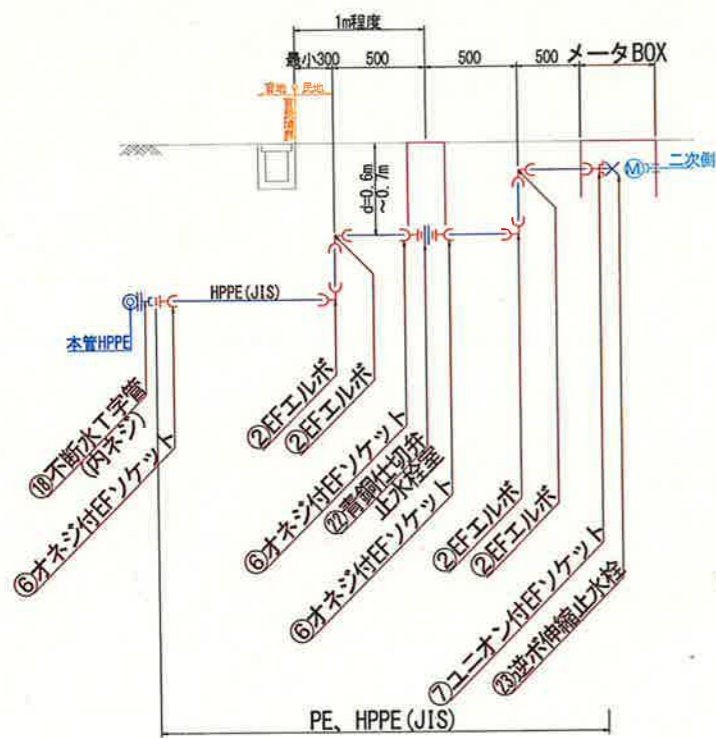 1m程度
最小300
500
500
500
メータBOX
官地
民地
官民境界
d=0.6m
~0.7m
M
二次側
HPPE(JIS)
本管HPPE
⑱不断水T字管
(内ネジ)
⑥オネジ付EFソケット
②EFエルボ
②EFエルボ
⑥オネジ付EFソケット
㉒青銅仕切弁
止水栓室
⑥オネジ付EFソケット
②EFエルボ
②EFエルボ
⑦ユニオン付EFソケット
㉓逆ボ伸縮止水栓
PE、HPPE(JIS)